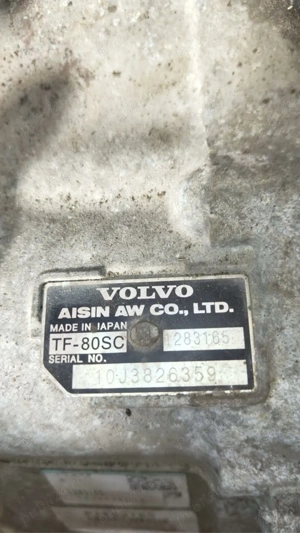 VOLVO
AISIN AW CO., LTD.
MADE IN JAPAN
TF-80SC 1283165
SERIAL NO.
10J3826359